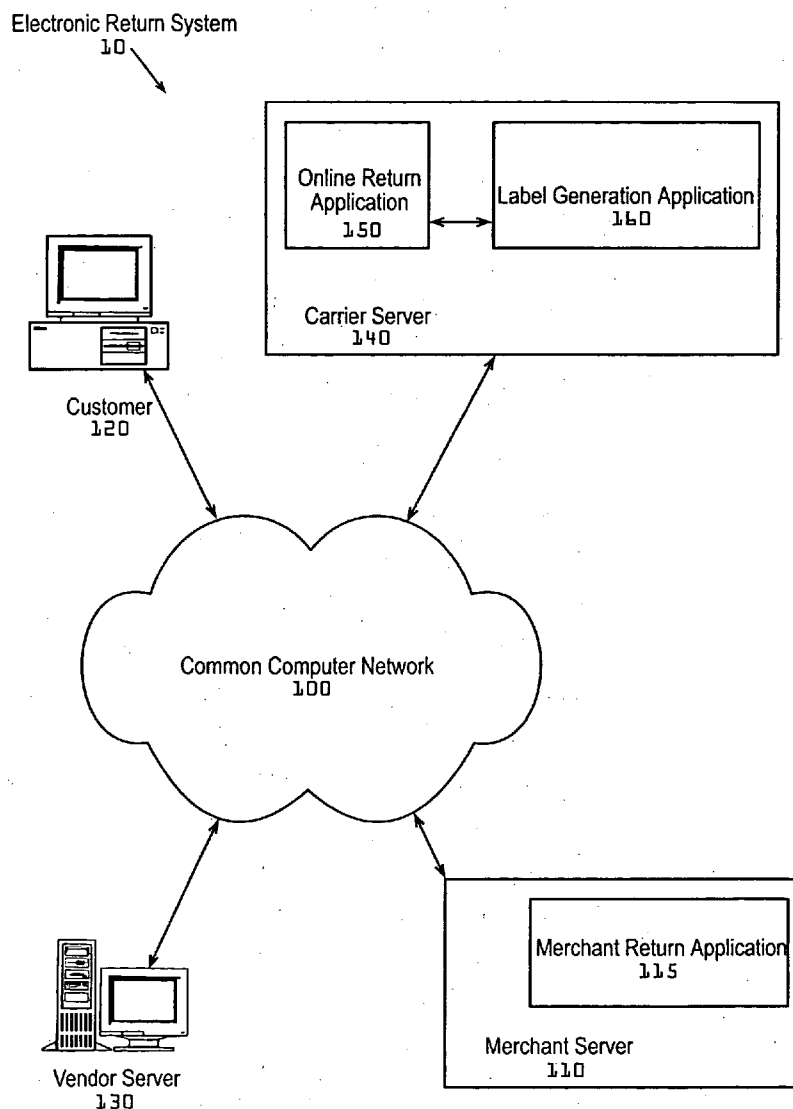 Electronic Return System
10
Online Return
Application
150
Label Generation Application
160
Carrier Server
140
Customer
120
Common Computer Network
100
Merchant Return Application
115
Merchant Server
110
Vendor Server
130